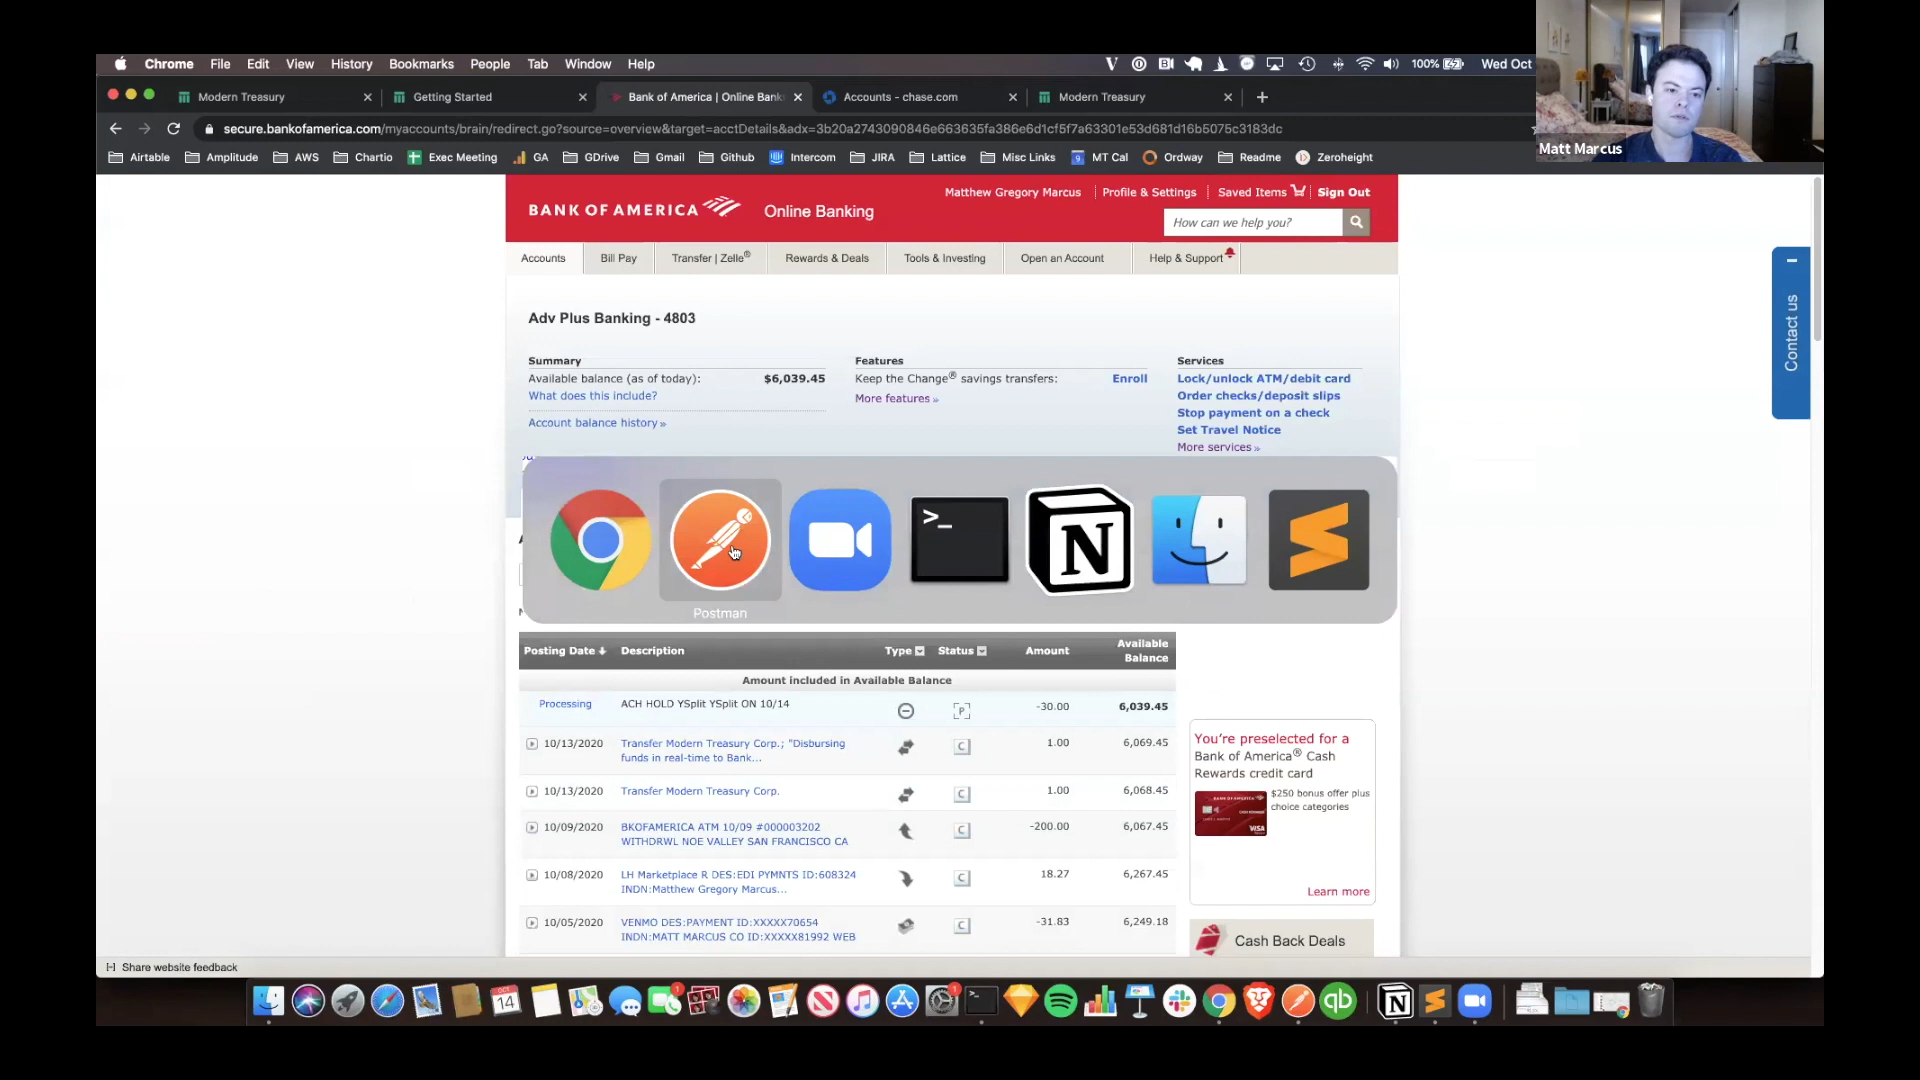 Chrome File Edit View History Bookmarks People Tab Window Help
100% Wed Oct
Modern Treasury
Getting Started
Bank of America | Online Bank
Accounts - chase.com
Modern Treasury
secure.bankofamerica.com/myaccounts/brain/redirect.go?source=overview&target=acctDetails&adx=3b20a2743090846e663635fa386e6d1cf5f7a63301e53d681d16b5075c3183dc
Airtable Amplitude AWS Chartio Exec Meeting GA GDrive Gmail Github Intercom JIRA Lattice Misc Links MT Cal Ordway Readme Zeroheight
Matt Marcus
BANK OF AMERICA Online Banking
Matthew Gregory Marcus Profile & Settings Saved Items Sign Out
How can we help you?
Accounts Bill Pay Transfer | Zelle® Rewards & Deals Tools & Investing Open an Account Help & Support
Contact us
Adv Plus Banking - 4803
Summary
Available balance (as of today): $6,039.45
What does this include?
Account balance history »
Features
Keep the Change® savings transfers: Enroll
More features »
Services
Lock/unlock ATM/debit card
Order checks/deposit slips
Stop payment on a check
Set Travel Notice
More services »
Postman
Posting Date Description Type Status Amount Available Balance
Amount included in Available Balance
Processing ACH HOLD YSplit YSplit ON 10/14 P -30.00 6,039.45
10/13/2020 Transfer Modern Treasury Corp.; "Disbursing C 1.00 6,069.45
funds in real-time to Bank...
10/13/2020 Transfer Modern Treasury Corp. C 1.00 6,068.45
10/09/2020 BKOFAMERICA ATM 10/09 #000003202 C -200.00 6,067.45
WITHDRWL NOE VALLEY SAN FRANCISCO CA
10/08/2020 LH Marketplace R DES:EDI PYMNTS ID:608324 C 18.27 6,267.45
INDN:Matthew Gregory Marcus...
10/05/2020 VENMO DES:PAYMENT ID:XXXXX70654 C -31.83 6,249.18
INDN:MATT MARCUS CO ID:XXXXX81992 WEB
You're preselected for a
Bank of America® Cash
Rewards credit card
$250 bonus offer plus
choice categories
Learn more
Cash Back Deals
Share website feedback
OCT
14